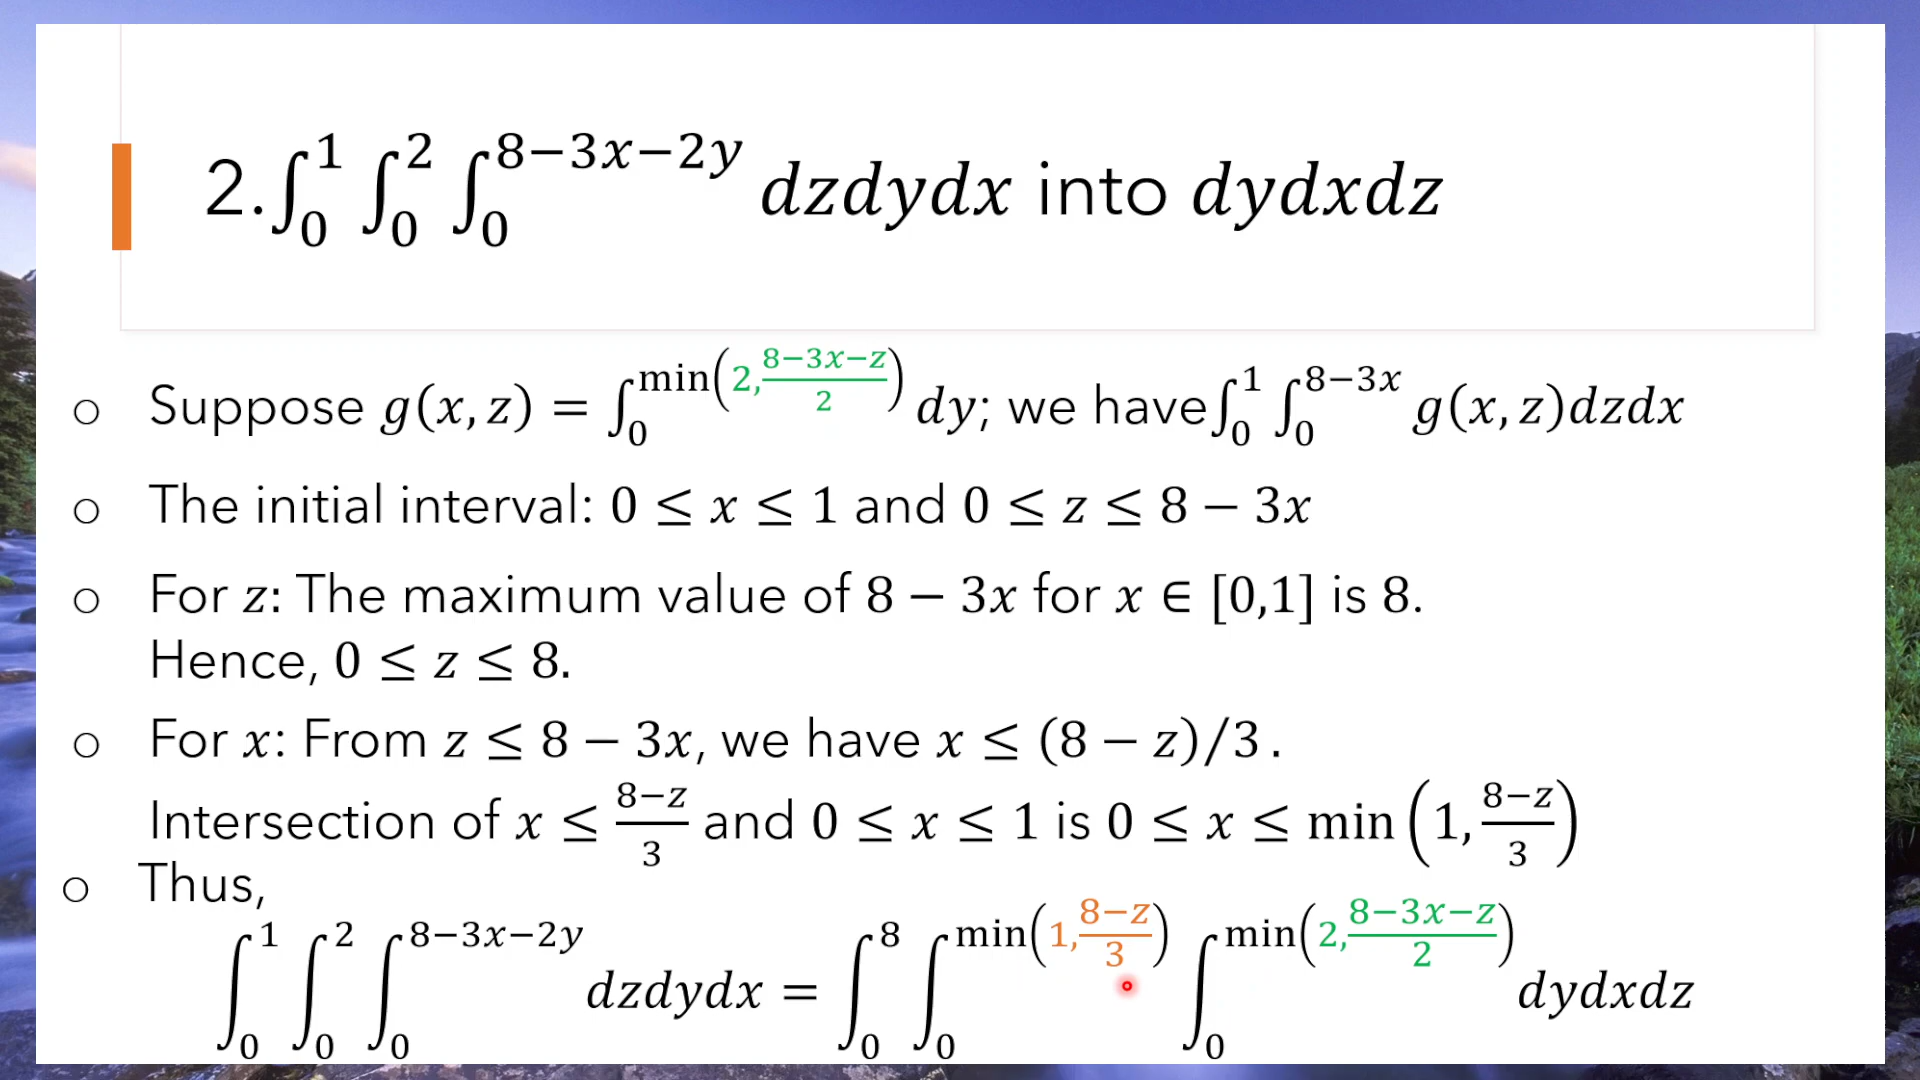 2.∫₀¹ ∫₀² ∫₀^{8−3x−2y} dzdydx into dydxdz
○ Suppose g(x, z) = ∫₀^{min(2, (8−3x−z)/2)} dy; we have ∫₀¹ ∫₀^{8−3x} g(x, z)dzdx
○ The initial interval: 0 ≤ x ≤ 1 and 0 ≤ z ≤ 8 − 3x
○ For z: The maximum value of 8 − 3x for x ∈ [0,1] is 8.
Hence, 0 ≤ z ≤ 8.
○ For x: From z ≤ 8 − 3x, we have x ≤ (8 − z)/3 .
Intersection of x ≤ (8−z)/3 and 0 ≤ x ≤ 1 is 0 ≤ x ≤ min (1, (8−z)/3)
○ Thus,
∫₀¹ ∫₀² ∫₀^{8−3x−2y} dzdydx = ∫₀⁸ ∫₀^{min(1, (8−z)/3)} ∫₀^{min(2, (8−3x−z)/2)} dydxdz